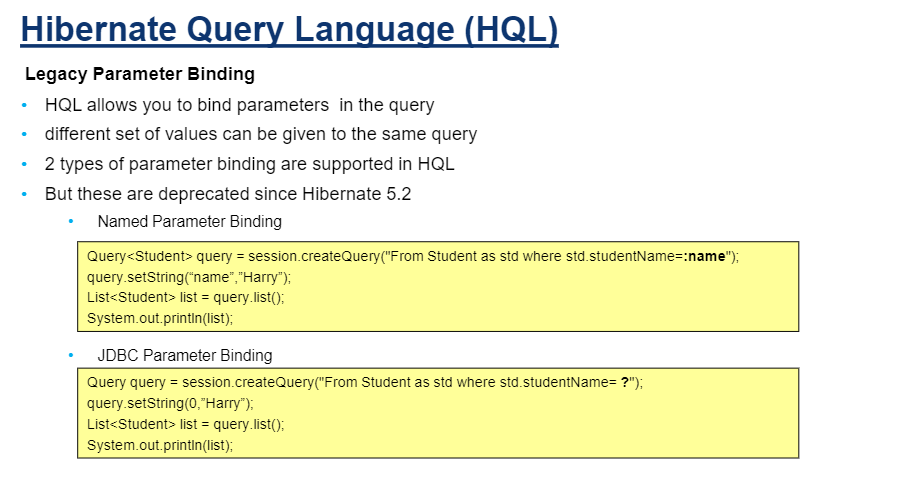 Hibernate Query Language (HQL)
Legacy Parameter Binding
• HQL allows you to bind parameters  in the query
• different set of values can be given to the same query
• 2 types of parameter binding are supported in HQL
• But these are deprecated since Hibernate 5.2
• Named Parameter Binding
Query<Student> query = session.createQuery("From Student as std where std.studentName=:name");
query.setString(“name”,”Harry”);
List<Student> list = query.list();
System.out.println(list);
• JDBC Parameter Binding
Query query = session.createQuery("From Student as std where std.studentName= ?");
query.setString(0,”Harry”);
List<Student> list = query.list();
System.out.println(list);